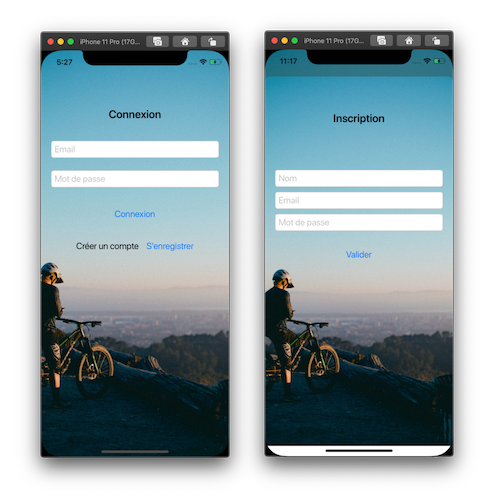 iPhone 11 Pro (17G...
5:27
Connexion
Email
Mot de passe
Connexion
Créer un compte S'enregistrer
iPhone 11 Pro (17G...
11:17
Inscription
Nom
Email
Mot de passe
Valider